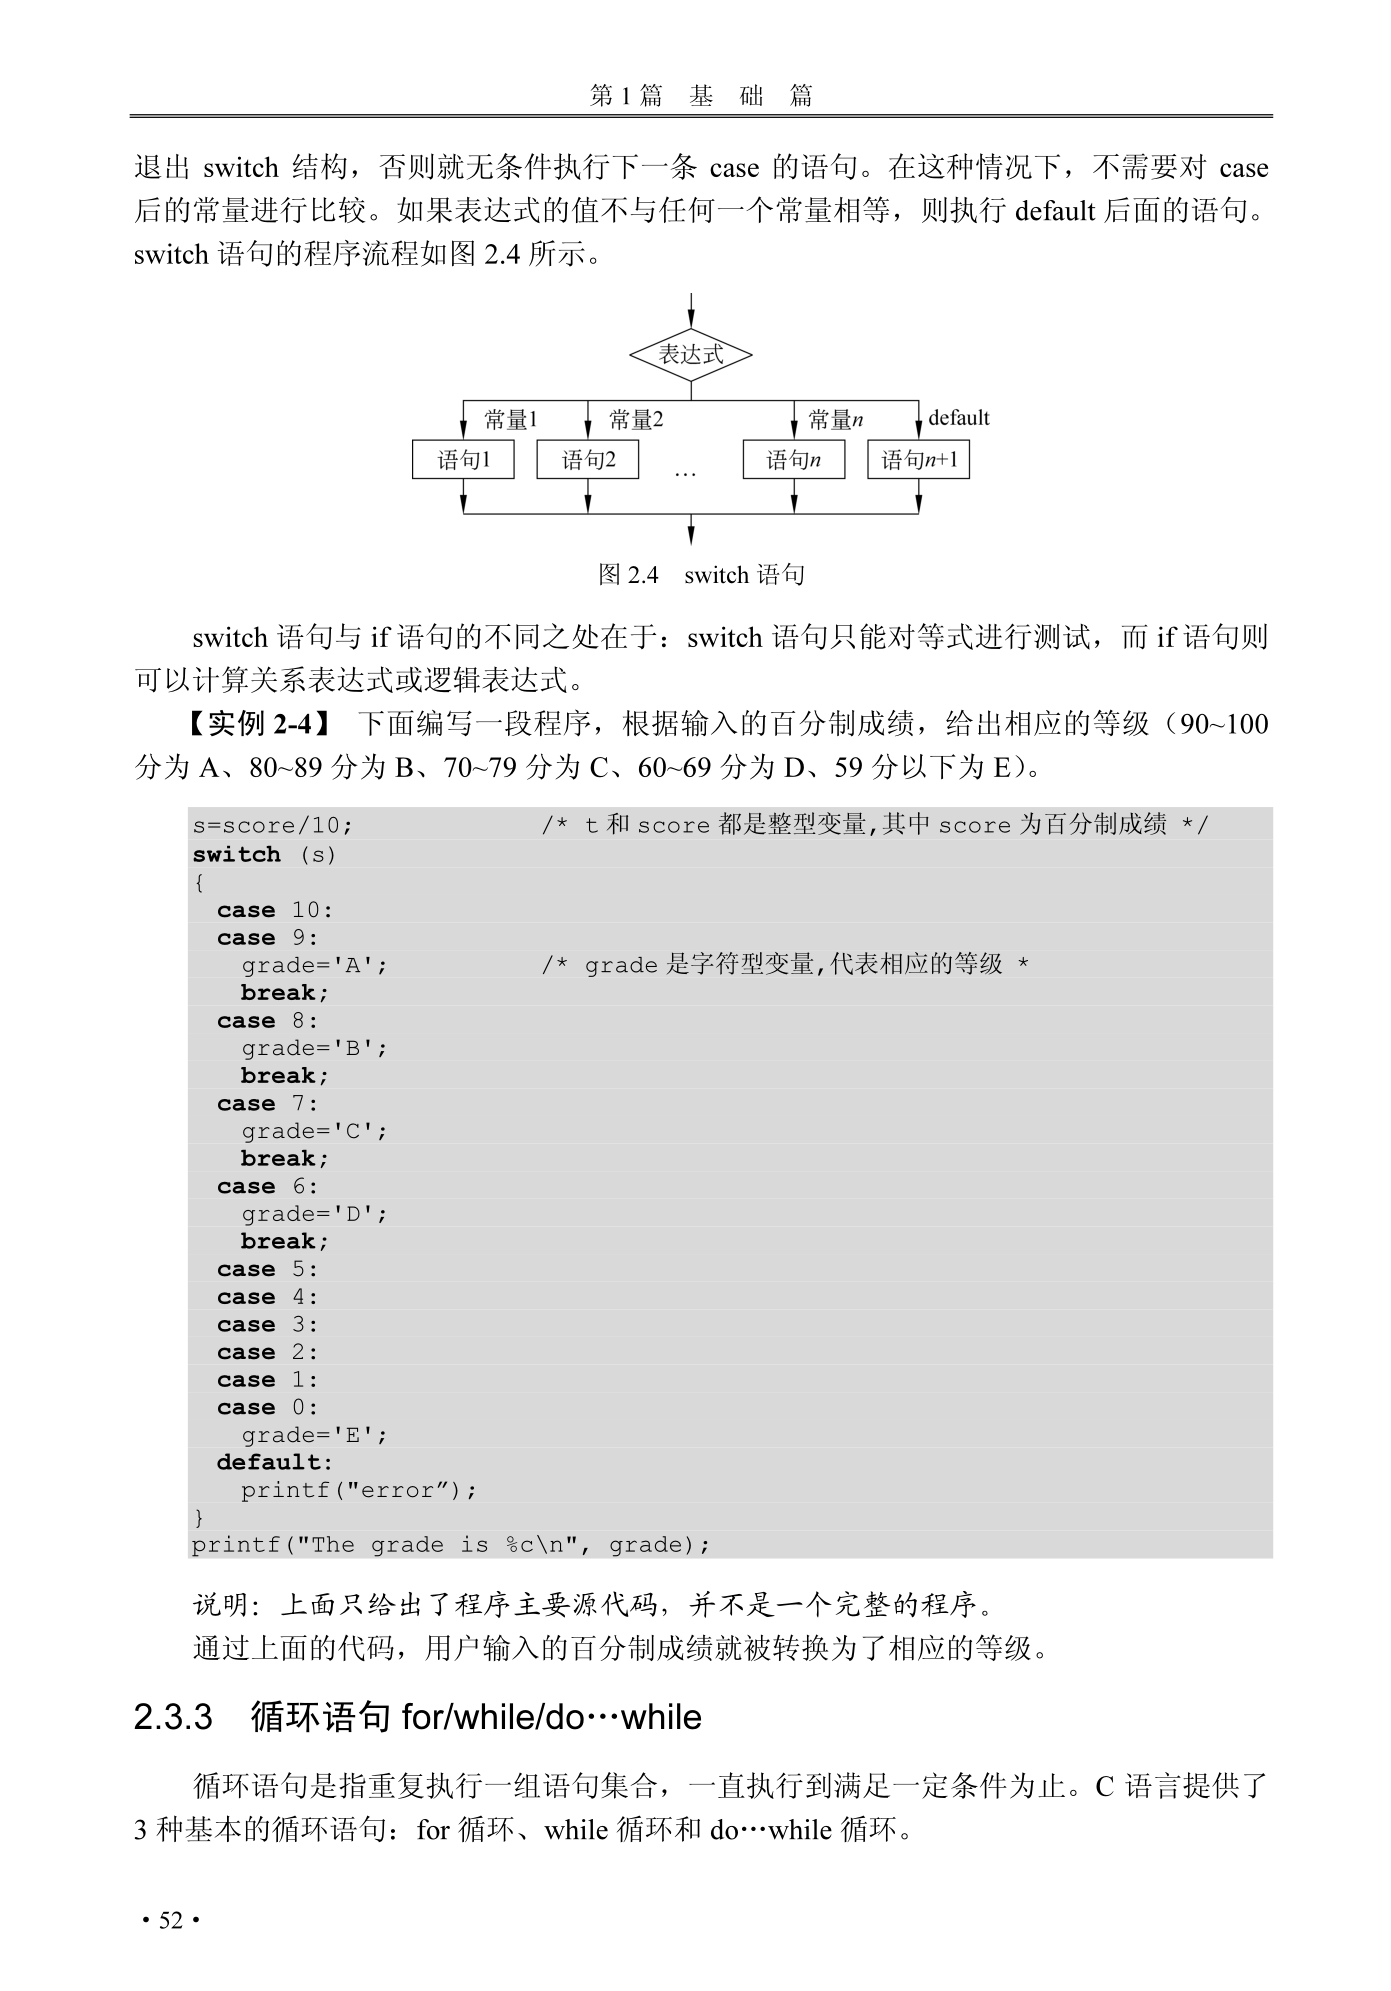 第 1 篇　基　础　篇
退出 switch 结构，否则就无条件执行下一条 case 的语句。在这种情况下，不需要对 case
后的常量进行比较。如果表达式的值不与任何一个常量相等，则执行 default 后面的语句。
switch 语句的程序流程如图 2.4 所示。
表达式
常量1 常量2 常量n default
语句1 语句2 … 语句n 语句n+1
图 2.4　switch 语句
switch 语句与 if 语句的不同之处在于：switch 语句只能对等式进行测试，而 if 语句则
可以计算关系表达式或逻辑表达式。
【实例 2-4】 下面编写一段程序，根据输入的百分制成绩，给出相应的等级（90~100
分为 A、80~89 分为 B、70~79 分为 C、60~69 分为 D、59 分以下为 E）。
s=score/10; /* t 和 score 都是整型变量,其中 score 为百分制成绩 */
switch (s)
{
case 10:
case 9:
grade='A'; /* grade 是字符型变量,代表相应的等级 *
break;
case 8:
grade='B';
break;
case 7:
grade='C';
break;
case 6:
grade='D';
break;
case 5:
case 4:
case 3:
case 2:
case 1:
case 0:
grade='E';
default:
printf("error”);
}
printf("The grade is %c\n", grade);
说明：上面只给出了程序主要源代码，并不是一个完整的程序。
通过上面的代码，用户输入的百分制成绩就被转换为了相应的等级。
2.3.3　循环语句 for/while/do…while
循环语句是指重复执行一组语句集合，一直执行到满足一定条件为止。C 语言提供了
3 种基本的循环语句：for 循环、while 循环和 do…while 循环。
·52·